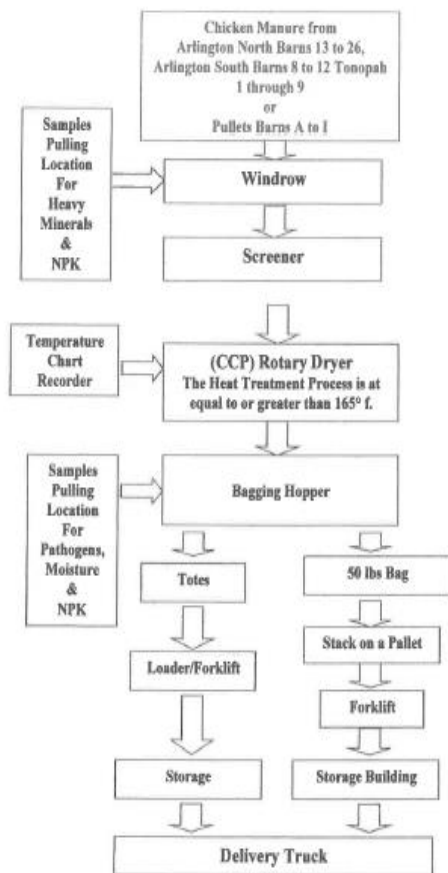 Chicken Manure from
Arlington North Barns 13 to 26,
Arlington South Barns 8 to 12 Tonopah
1 through 9
or
Pullets Barns A to I
Samples
Pulling
Location
For
Heavy
Minerals
&
NPK
Windrow
Screener
Temperature
Chart
Recorder
(CCP) Rotary Dryer
The Heat Treatment Process is at
equal to or greater than 165° f.
Samples
Pulling
Location
For
Pathogens,
Moisture
&
NPK
Bagging Hopper
Totes
50 lbs Bag
Loader/Forklift
Stack on a Pallet
Forklift
Storage
Storage Building
Delivery Truck